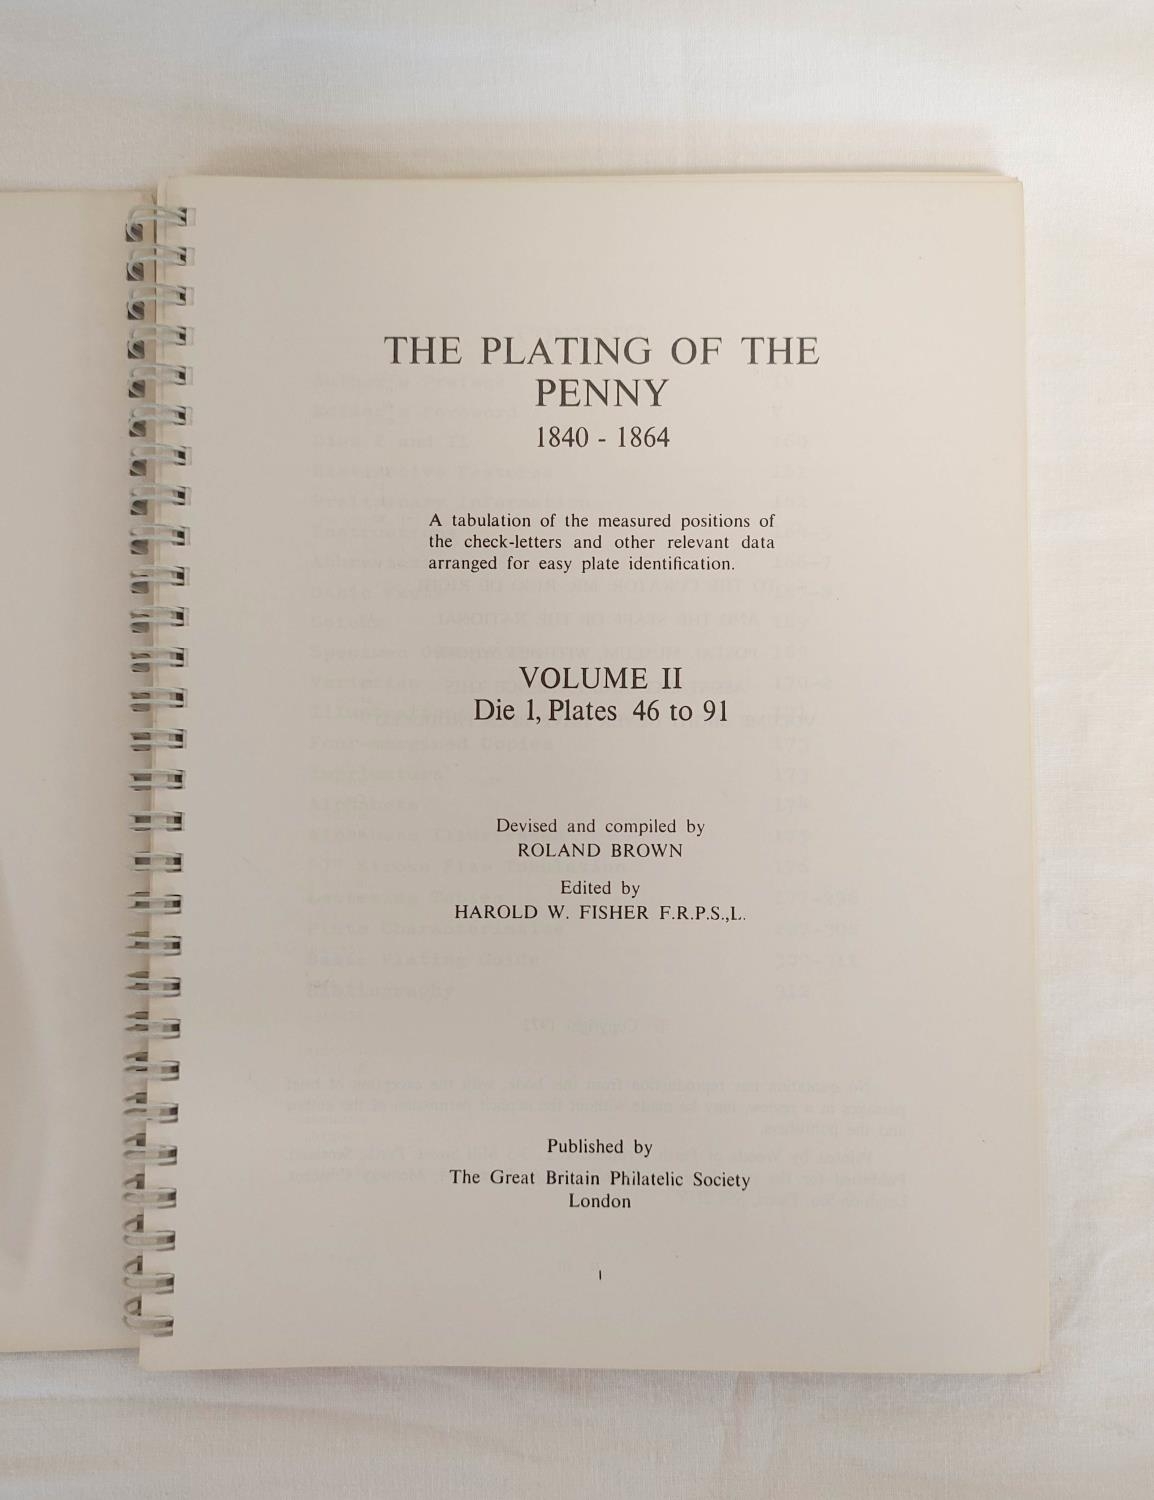 THE PLATING OF THE
PENNY
1840 - 1864
A tabulation of the measured positions of
the check-letters and other relevant data
arranged for easy plate identification.
VOLUME II
Die 1, Plates 46 to 91
Devised and compiled by
ROLAND BROWN
Edited by
HAROLD W. FISHER F.R.P.S.,L.
Published by
The Great Britain Philatelic Society
London
I